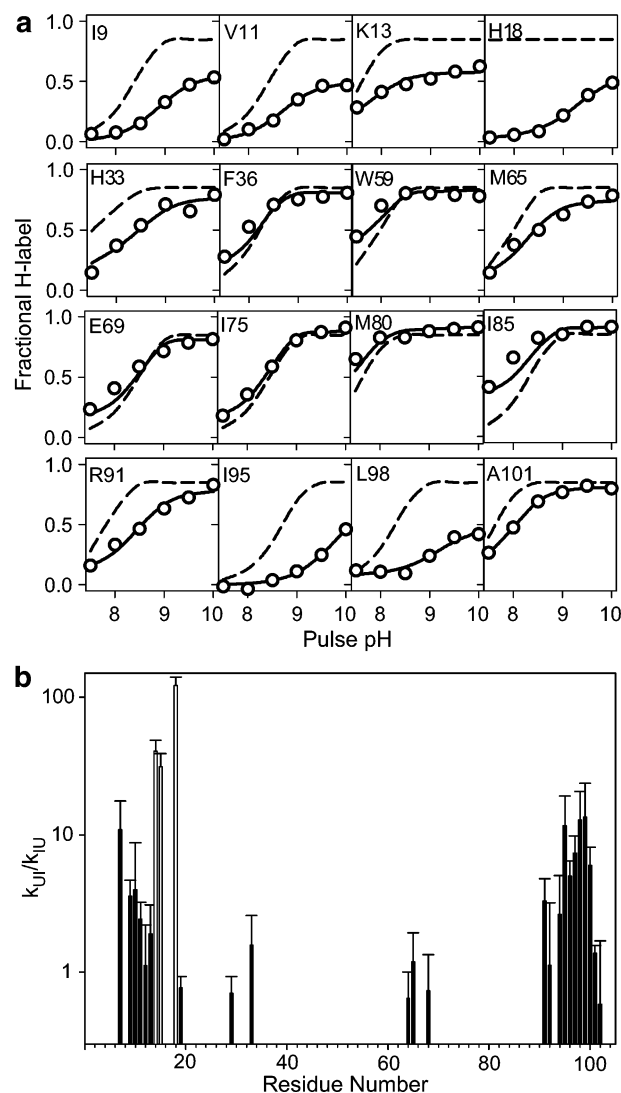 a
I9 V11 K13 H18
1.0
0.5
0.0
H33 F36 W59 M65
1.0
0.5
0.0
Fractional H-label
E69 I75 M80 I85
1.0
0.5
0.0
R91 I95 L98 A101
1.0
0.5
0.0
8 9 10 8 9 10 8 9 10 8 9 10
Pulse pH
b
100
10
1
kUI/kIU
20 40 60 80 100
Residue Number